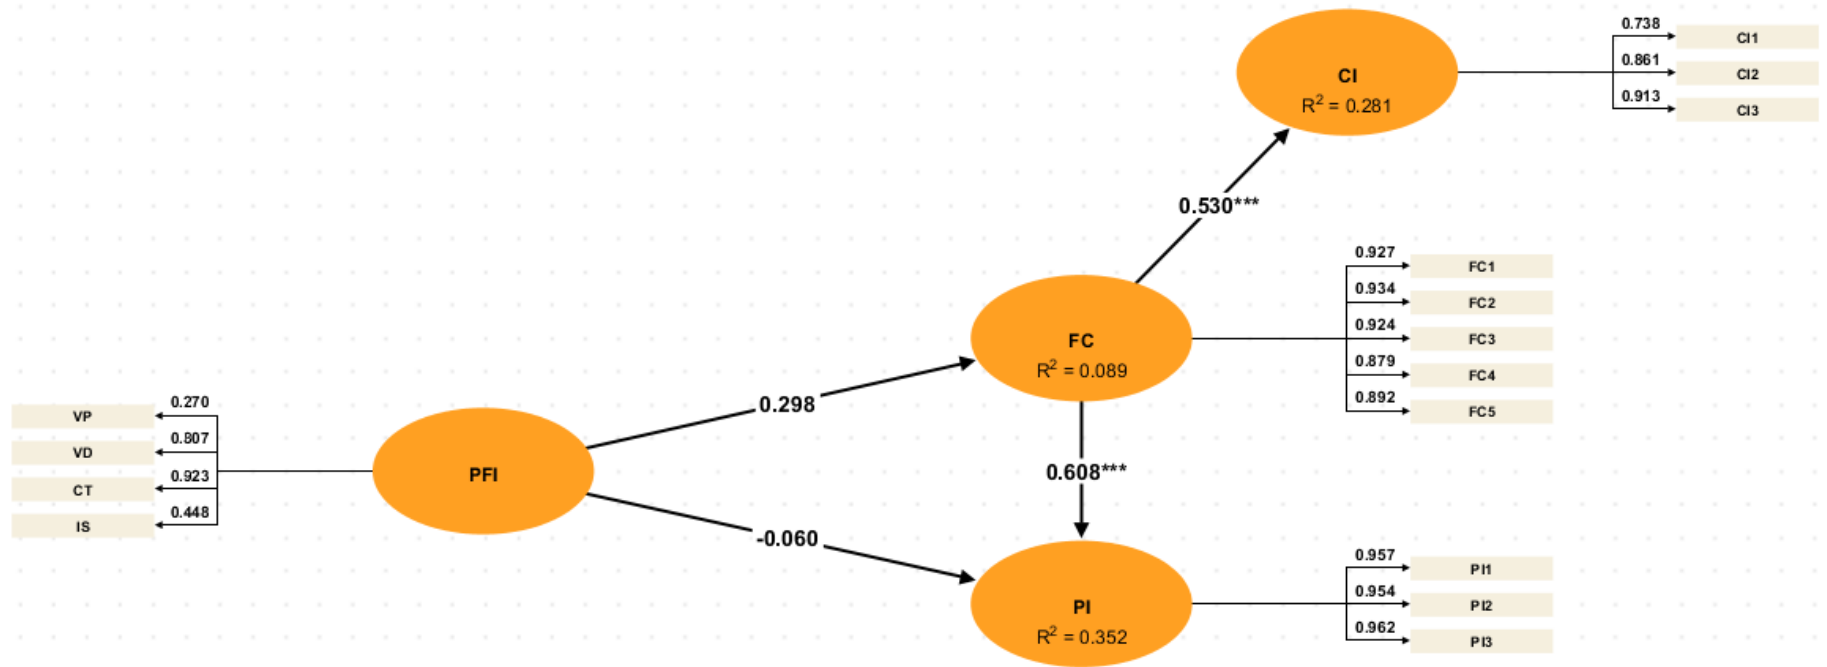 CI
R² = 0.281
0.738
CI1
0.861
CI2
0.913
CI3
0.530***
FC
R² = 0.089
0.927
FC1
0.934
FC2
0.924
FC3
0.879
FC4
0.892
FC5
0.298
0.270
VP
0.807
VD
0.923
CT
0.448
IS
PFI
0.608***
-0.060
PI
R² = 0.352
0.957
PI1
0.954
PI2
0.962
PI3